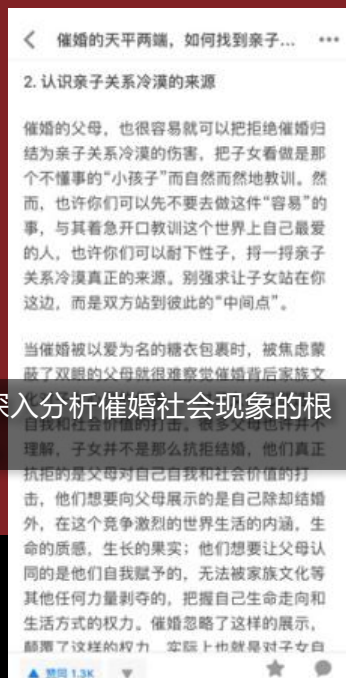 催婚的天平两端，如何找到亲子...
2. 认识亲子关系冷漠的来源
催婚的父母，也很容易就可以把拒绝催婚归
结为亲子关系冷漠的伤害，把子女看做是那
个不懂事的“小孩子”而自然而然地教训。然
而，也许你们可以先不要去做这件“容易”的
事，与其着急开口教训这个世界上自己最爱
的人，也许你们可以耐下性子，捋一捋亲子
关系冷漠真正的来源。别强求让子女站在你
这边，而是双方站到彼此的“中间点”。
当催婚被以爱为名的糖衣包裹时，被焦虑蒙
蔽了双眼的父母就很难察觉催婚背后家族文
深入分析催婚社会现象的根
自我和社会价值的打击。很多父母也许并不
理解，子女并不是那么抗拒结婚，他们真正
抗拒的是父母对自己自我和社会价值的打
击，他们想要向父母展示的是自己除却结婚
外，在这个竞争激烈的世界生活的内涵，生
命的质感，生长的果实；他们想要让父母认
同的是他们自我赋予的，无法被家族文化等
其他任何力量剥夺的，把握自己生命走向和
生活方式的权力。催婚忽略了这样的展示，
颠覆了这样的权力，实际上也就是对子女自
赞同 1.3K